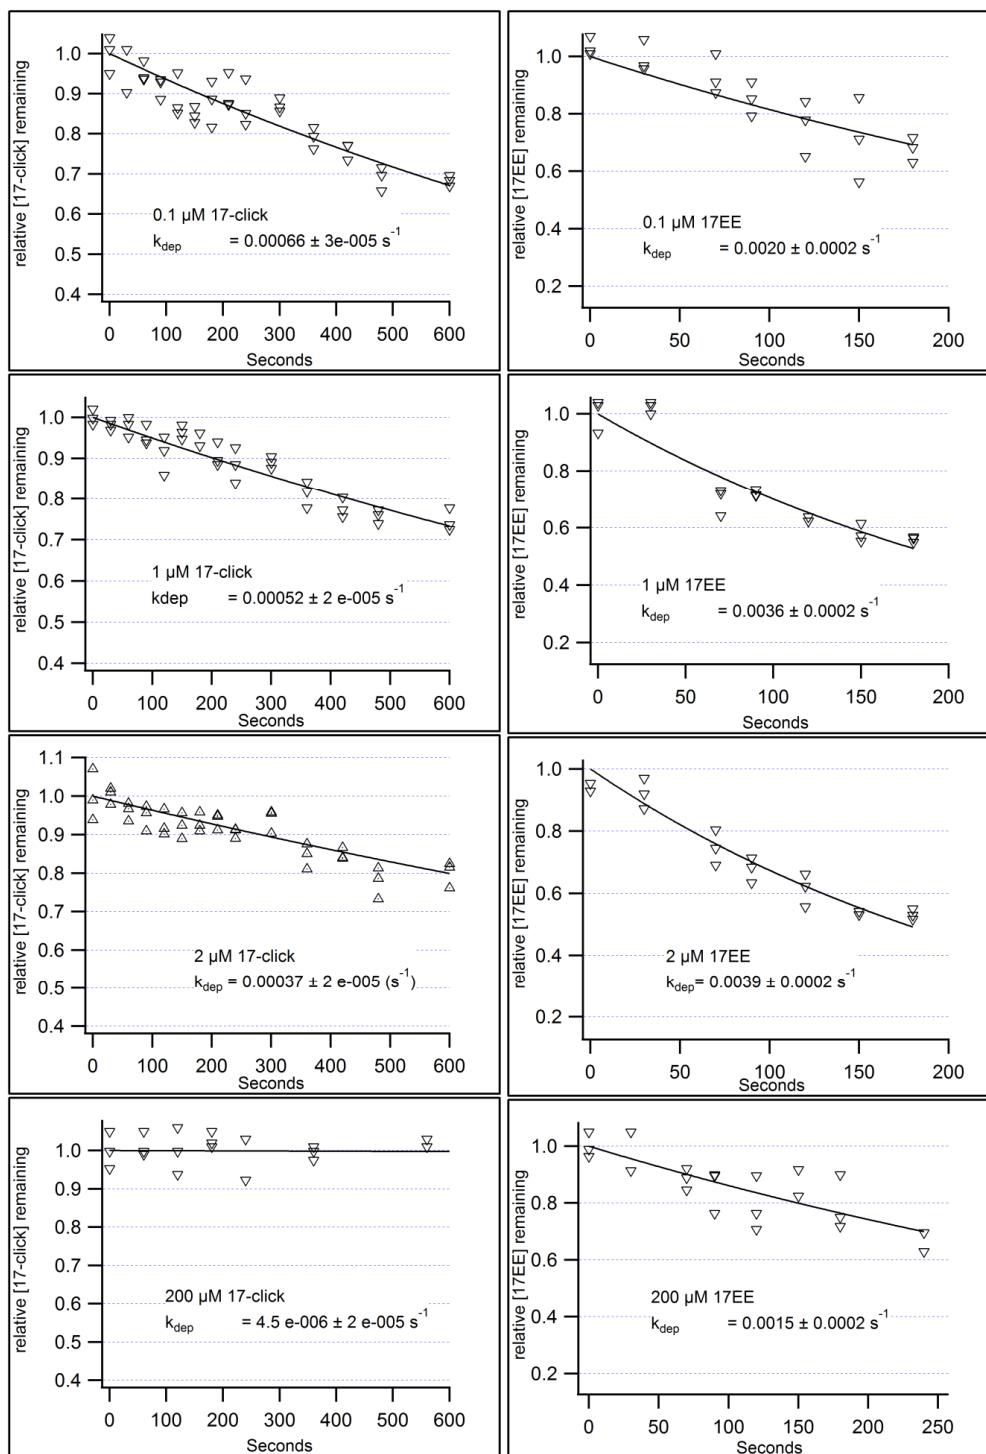 relative [17-click] remaining
1.0
0.9
0.8
0.7
0.6
0.5
0.4
0.1 µM 17-click
k_dep = 0.00066 ± 3e-005 s⁻¹
0 100 200 300 400 500 600
Seconds
relative [17EE] remaining
1.0
0.8
0.6
0.4
0.2
0.1 µM 17EE
k_dep = 0.0020 ± 0.0002 s⁻¹
0 50 100 150 200
Seconds
relative [17-click] remaining
1.0
0.9
0.8
0.7
0.6
0.5
0.4
1 µM 17-click
kdep = 0.00052 ± 2 e-005 s⁻¹
0 100 200 300 400 500 600
Seconds
relative [17EE] remaining
1.0
0.8
0.6
0.4
0.2
1 µM 17EE
k_dep = 0.0036 ± 0.0002 s⁻¹
0 50 100 150 200
Seconds
relative [17-click] remaining
1.1
1.0
0.9
0.8
0.7
0.6
0.5
0.4
2 µM 17-click
k_dep = 0.00037 ± 2 e-005 (s⁻¹)
0 100 200 300 400 500 600
Seconds
relative [17EE] remaining
1.0
0.8
0.6
0.4
0.2
2 µM 17EE
k_dep= 0.0039 ± 0.0002 s⁻¹
0 50 100 150 200
Seconds
relative [17-click] remaining
1.0
0.9
0.8
0.7
0.6
0.5
0.4
200 µM 17-click
k_dep = 4.5 e-006 ± 2 e-005 s⁻¹
0 100 200 300 400 500 600
Seconds
relative [17EE] remaining
1.0
0.8
0.6
0.4
0.2
200 µM 17EE
k_dep = 0.0015 ± 0.0002 s⁻¹
0 50 100 150 200 250
Seconds